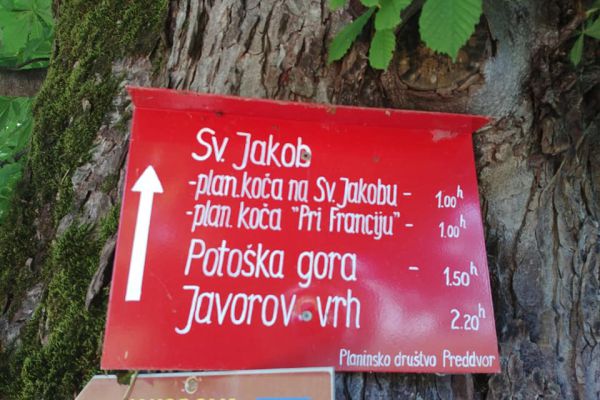 Sv. Jakob
-plan. koča na Sv. Jakobu - 1.00h
-plan. koča "Pri Franciju" - 1.00h
Potoška gora - 1.50h
Javorov vrh 2.20h
Planinsko društvo Preddvor